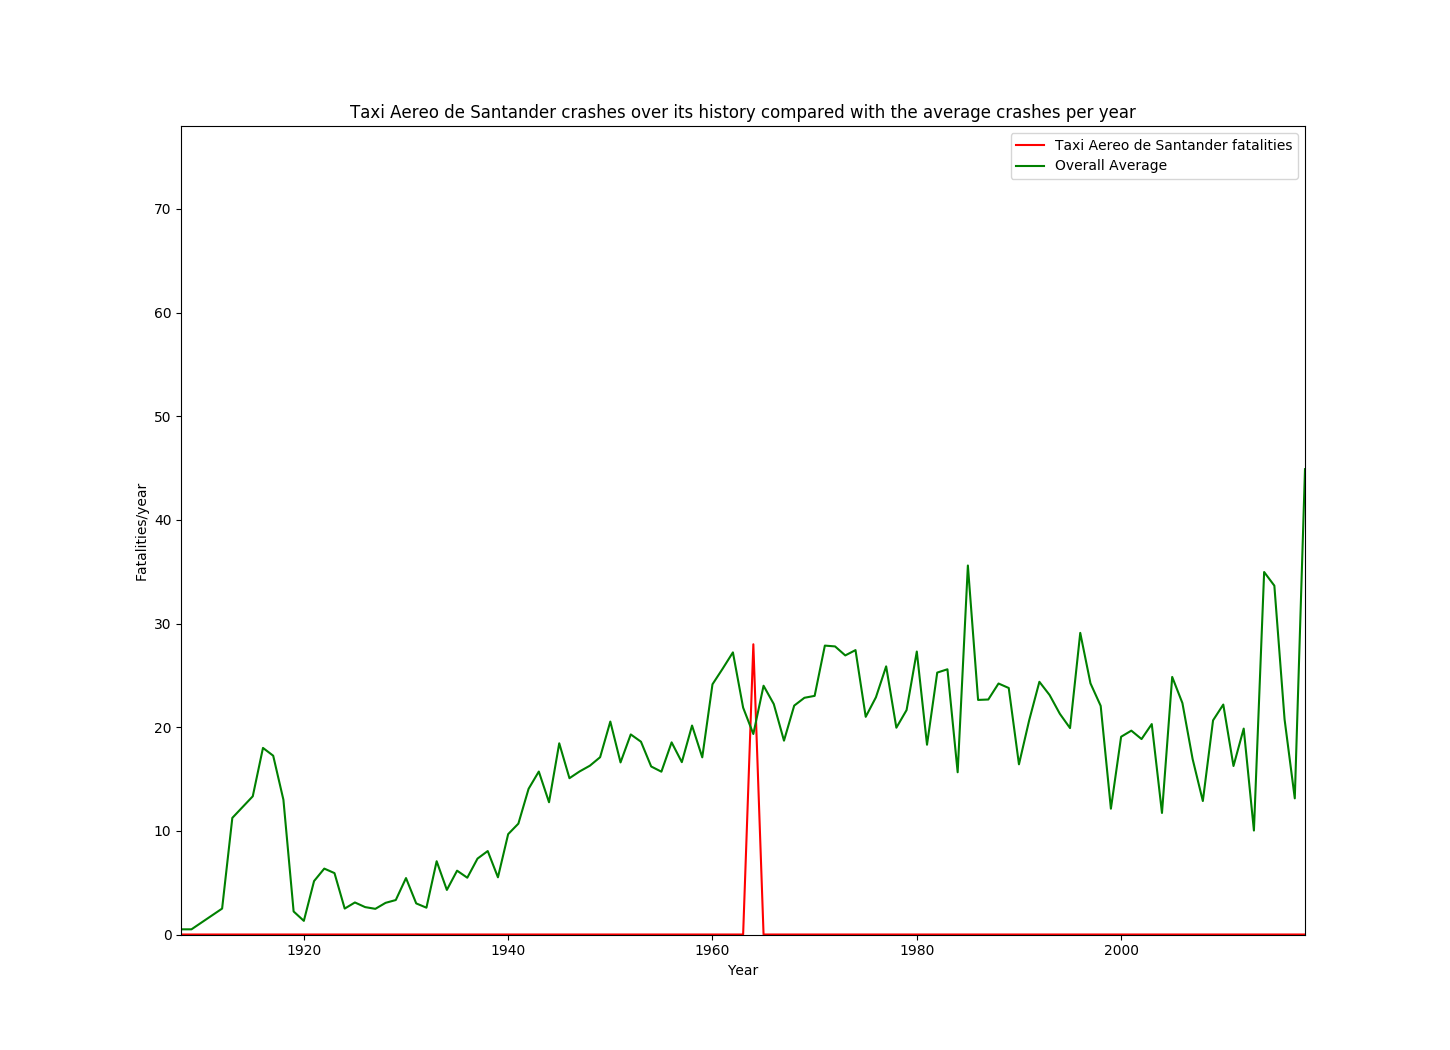 Taxi Aereo de Santander crashes over its history compared with the average crashes per year
Taxi Aereo de Santander fatalities
Overall Average
70
60
50
40
30
20
10
0
Fatalities/year
1920
1940
1960
1980
2000
Year